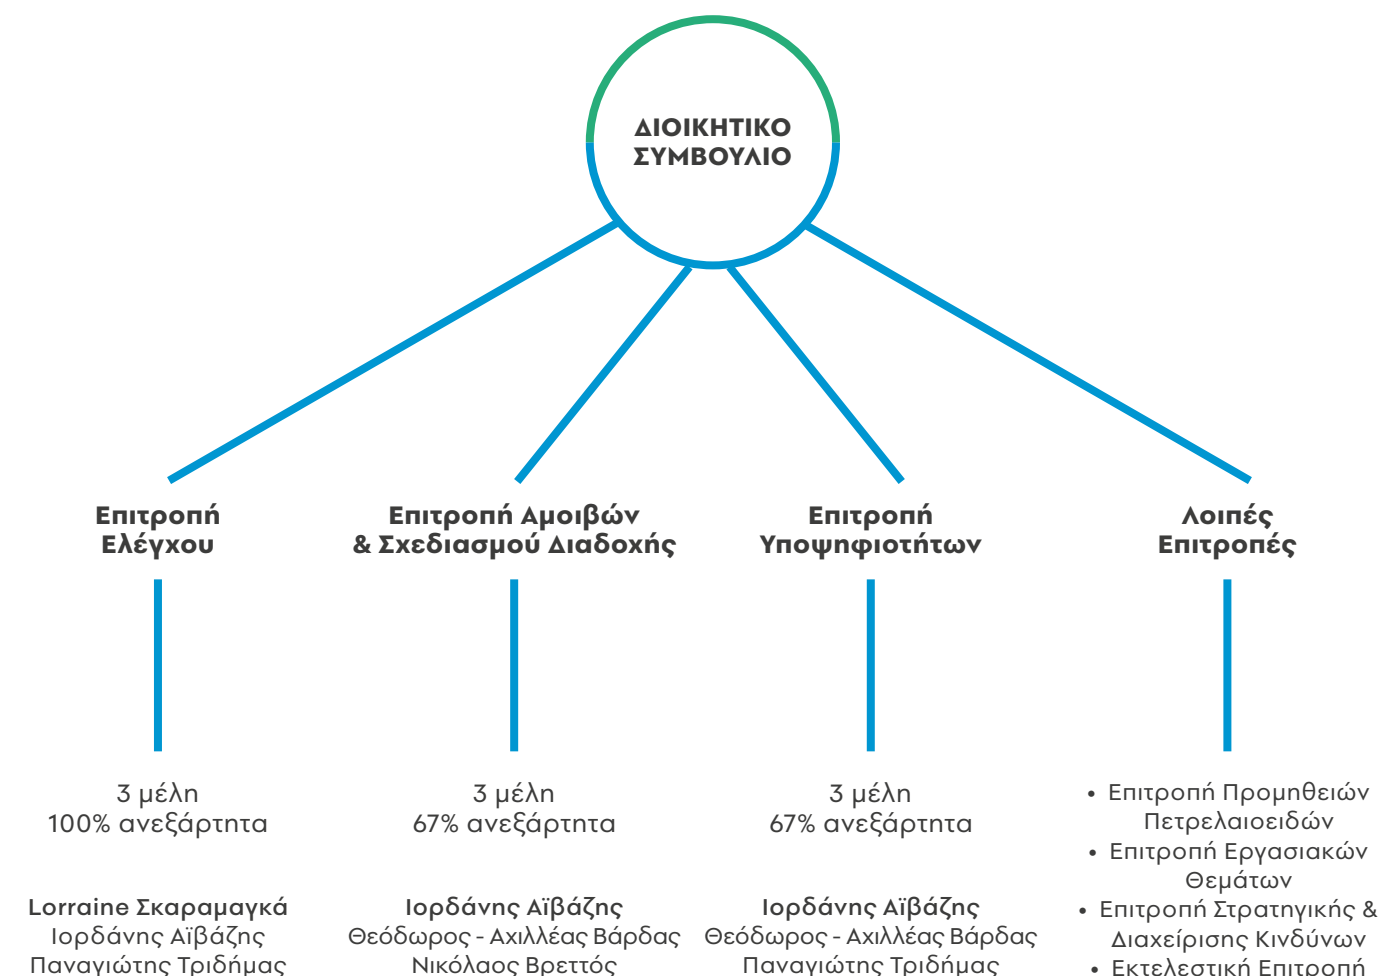 ΔΙΟΙΚΗΤΙΚΟ
ΣΥΜΒΟΥΛΙΟ
Επιτροπή
Ελέγχου
3 μέλη
100% ανεξάρτητα
Lorraine Σκαραμαγκά
Ιορδάνης Αϊβάζης
Παναγιώτης Τριδήμας
Επιτροπή Αμοιβών
& Σχεδιασμού Διαδοχής
3 μέλη
67% ανεξάρτητα
Ιορδάνης Αϊβάζης
Θεόδωρος - Αχιλλέας Βάρδας
Νικόλαος Βρεττός
Επιτροπή
Υποψηφιοτήτων
3 μέλη
67% ανεξάρτητα
Ιορδάνης Αϊβάζης
Θεόδωρος - Αχιλλέας Βάρδας
Παναγιώτης Τριδήμας
Λοιπές
Επιτροπές
• Επιτροπή Προμηθειών
Πετρελαιοειδών
• Επιτροπή Εργασιακών
Θεμάτων
• Επιτροπή Στρατηγικής &
Διαχείρισης Κινδύνων
• Εκτελεστική Επιτροπή